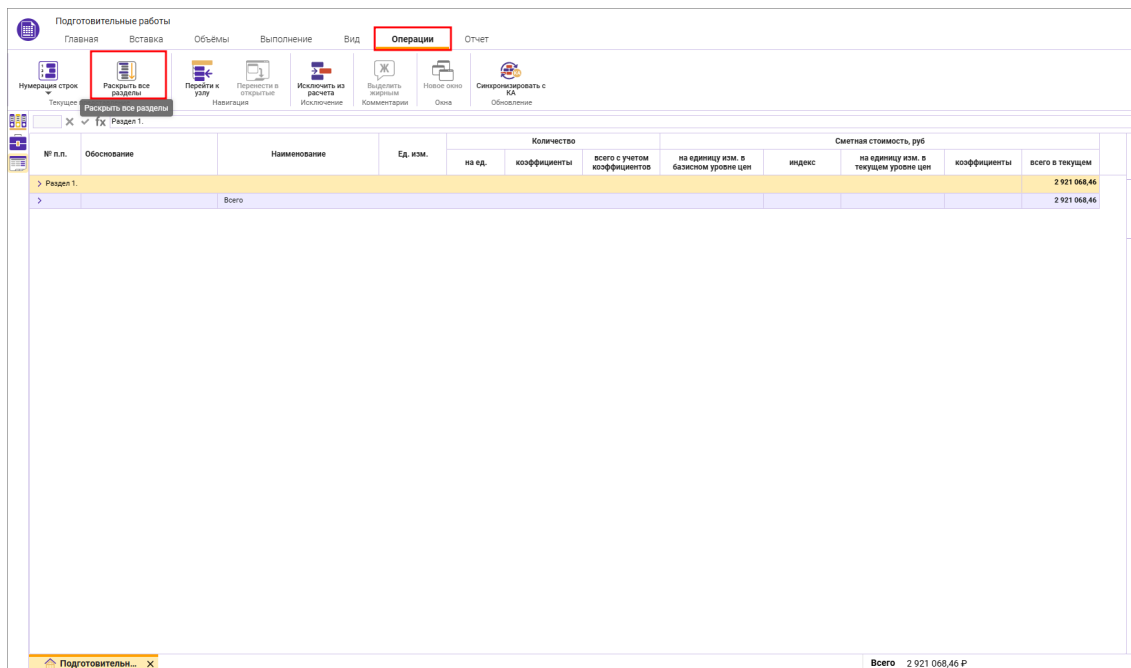 Подготовительные работы
Главная Вставка Объёмы Выполнение Вид Операции Отчет
Нумерация строк
Раскрыть все разделы
Перейти к узлу
Перенести в открытые
Исключить из расчета
Выделить жирным
Новое окно
Синхронизировать с КА
Текущее Навигация Исключение Комментарии Окна Обновление
Раскрыть все разделы
fx Раздел 1.
№ п.п. Обоснование Наименование Ед. изм. Количество Сметная стоимость, руб
на ед. коэффициенты всего с учетом коэффициентов на единицу изм. в базисном уровне цен индекс на единицу изм. в текущем уровне цен коэффициенты всего в текущем
Раздел 1. 2 921 068,46
Всего 2 921 068,46
Подготовительн... X Всего 2 921 068,46 ₽